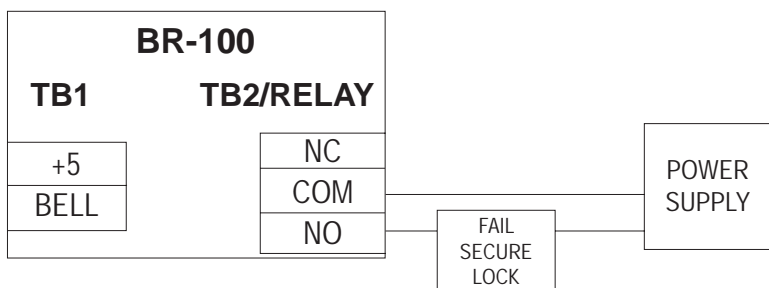 BR-100
TB1 TB2/RELAY
+5
BELL
NC
COM
NO
FAIL
SECURE
LOCK
POWER
SUPPLY